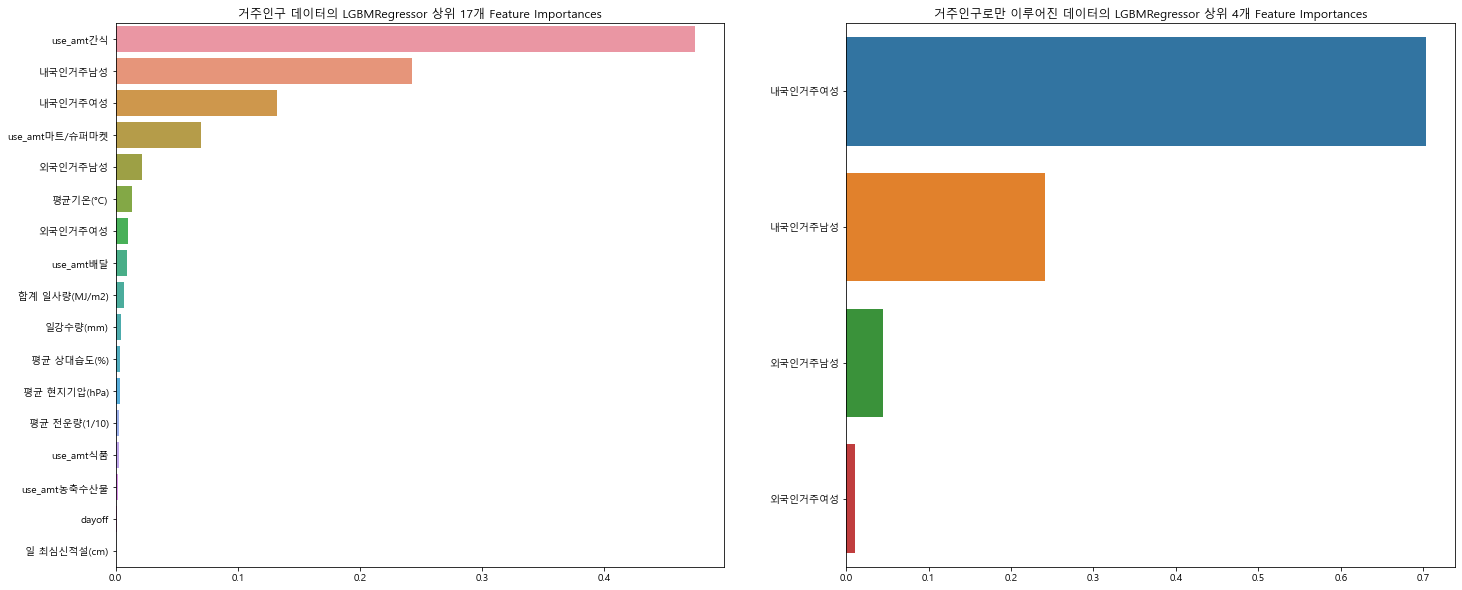 거주인구 데이터의 LGBMRegressor 상위 17개 Feature Importances
use_amt간식
내국인거주남성
내국인거주여성
use_amt마트/슈퍼마켓
외국인거주남성
평균기온(°C)
외국인거주여성
use_amt배달
합계 일사량(MJ/m2)
일강수량(mm)
평균 상대습도(%)
평균 현지기압(hPa)
평균 전운량(1/10)
use_amt식품
use_amt농축수산물
dayoff
일 최심신적설(cm)
0.0 0.1 0.2 0.3 0.4
거주인구로만 이루어진 데이터의 LGBMRegressor 상위 4개 Feature Importances
내국인거주여성
내국인거주남성
외국인거주남성
외국인거주여성
0.0 0.1 0.2 0.3 0.4 0.5 0.6 0.7